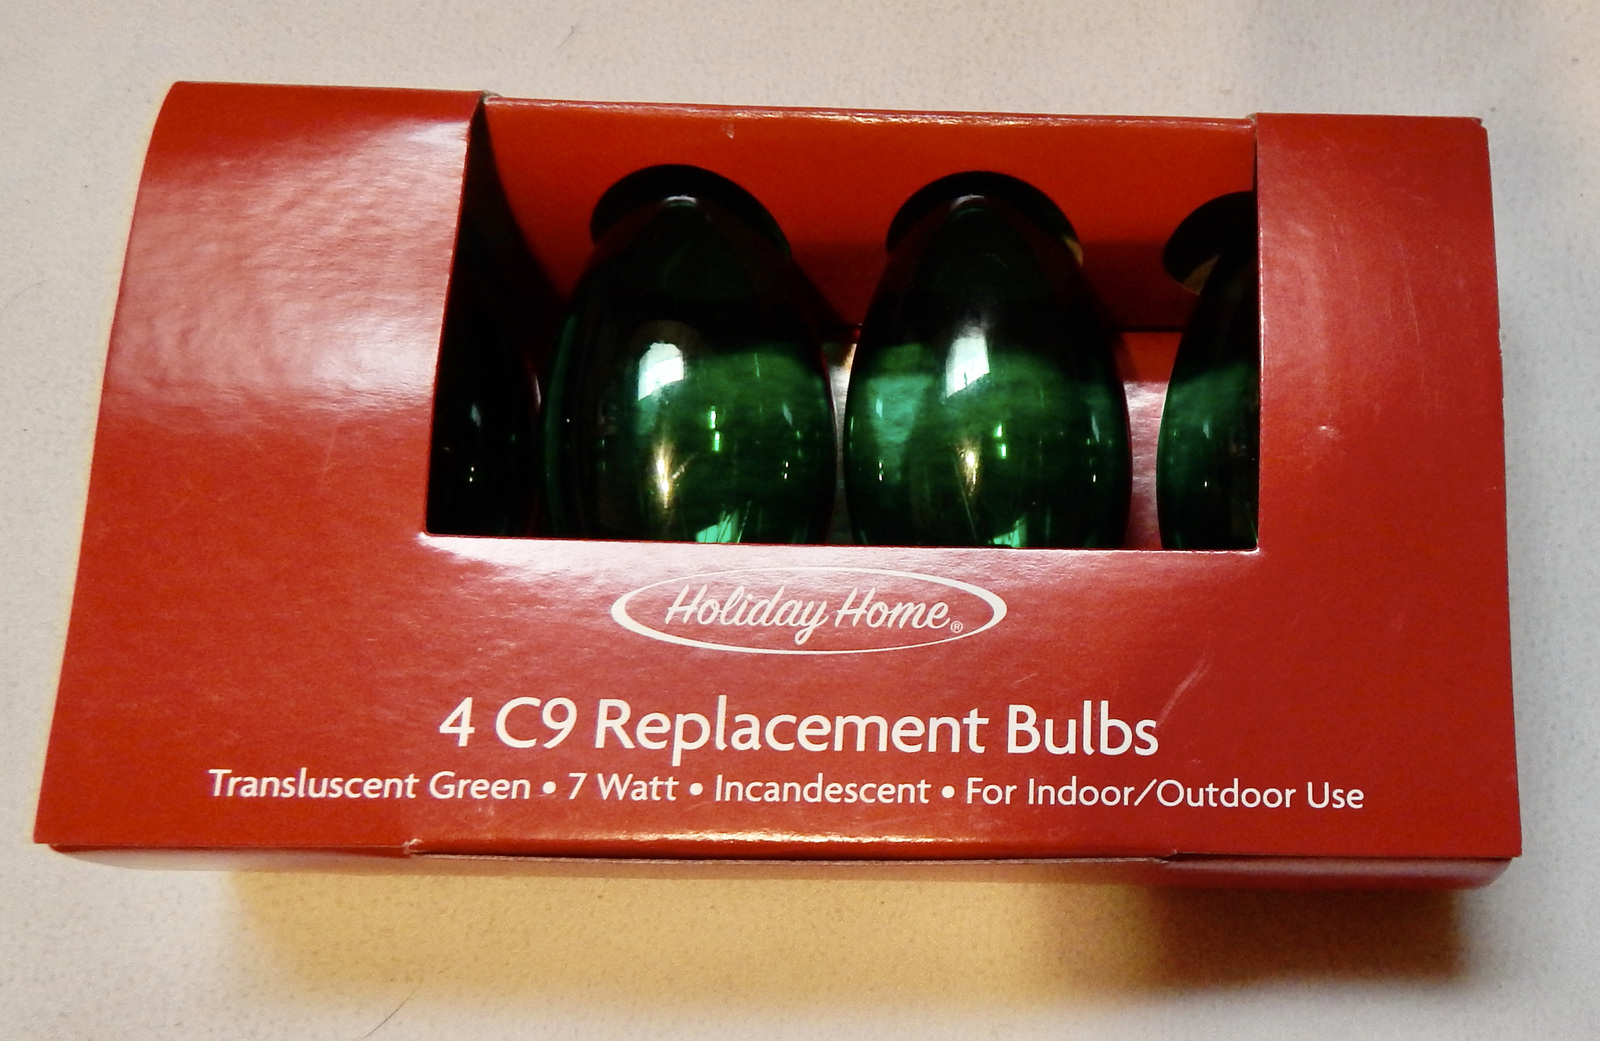 Holiday Home®
4 C9 Replacement Bulbs
Transluscent Green • 7 Watt • Incandescent • For Indoor/Outdoor Use